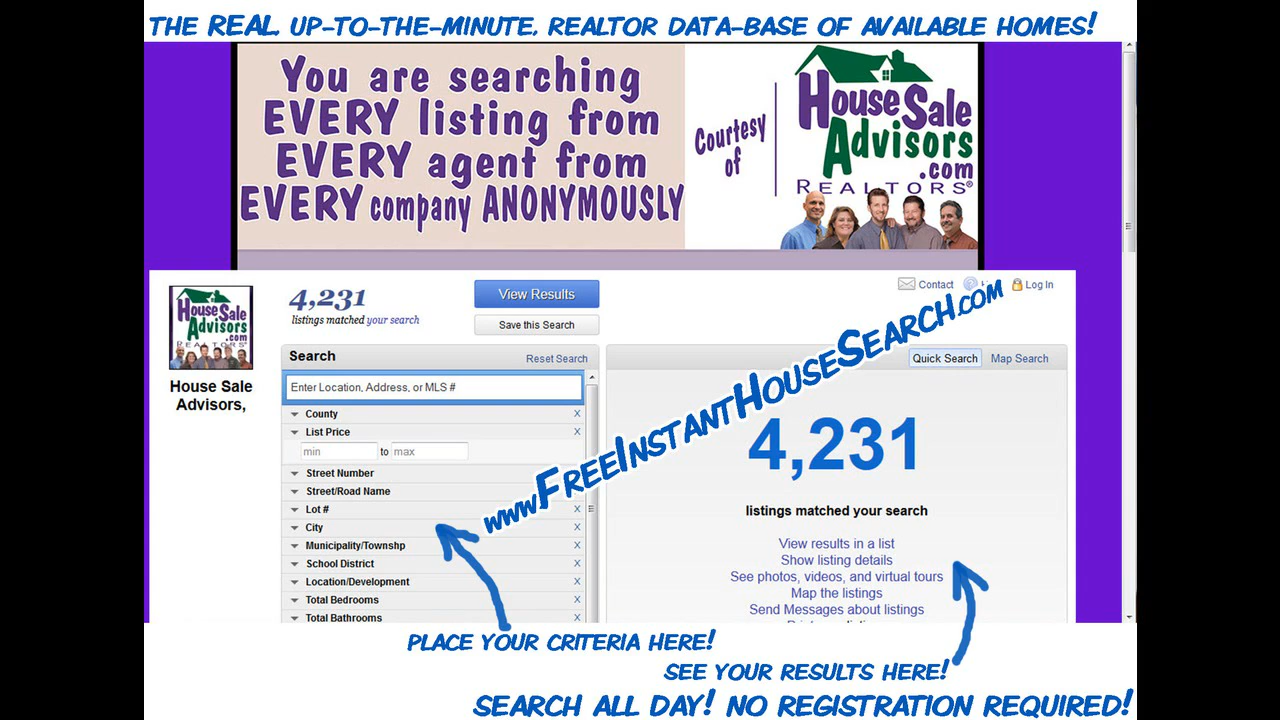 THE REAL, UP-TO-THE-MINUTE, REALTOR DATA-BASE OF AVAILABLE HOMES!
You are searching
EVERY listing from
EVERY agent from
EVERY company ANONYMOUSLY
Courtesy
of
House Sale
Advisors
.com
REALTORS®
House Sale
Advisors
.com
REALTORS
House Sale
Advisors,
4,231
listings matched your search
View Results
Save this Search
Contact
Log In
Search
Reset Search
Quick Search
Map Search
Enter Location, Address, or MLS #
County X
List Price X
min to max
Street Number
Street/Road Name
Lot # X
City X
Municipality/Townshp X
School District X
Location/Development X
Total Bedrooms X
Total Bathrooms X
www.FreeInstantHouseSearch.com
4,231
listings matched your search
View results in a list
Show listing details
See photos, videos, and virtual tours
Map the listings
Send Messages about listings
PLACE YOUR CRITERIA HERE!
SEE YOUR RESULTS HERE!
SEARCH ALL DAY! NO REGISTRATION REQUIRED!